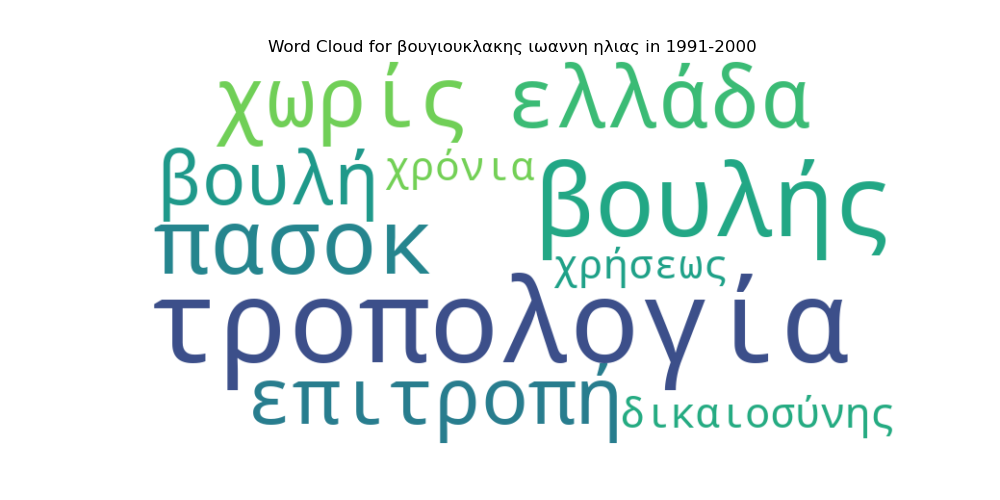 Word Cloud for βουγιουκλακης ιωαννη ηλιας in 1991-2000
χωρίς ελλάδα
βουλή χρόνια βουλής
πασοκ χρήσεως
τροπολογία
επιτροπή δικαιοσύνης